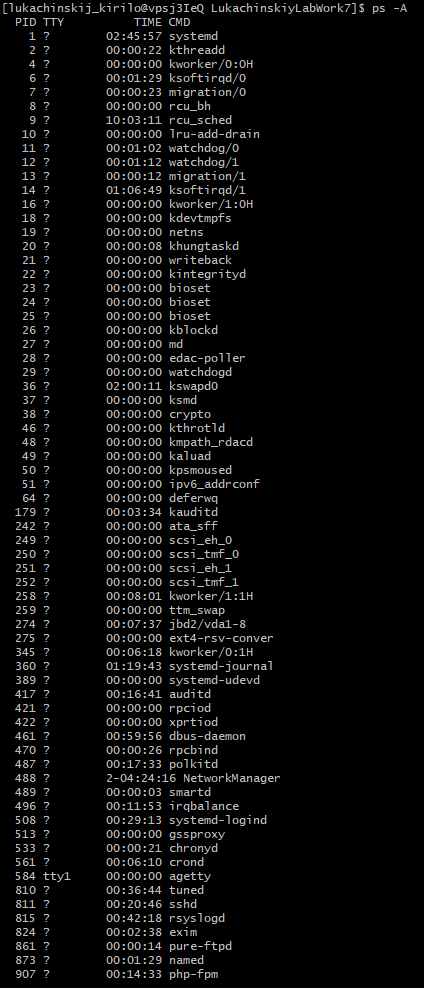 [lukachinskij_kirilo@vpsj3IeQ LukachinskiyLabWork7]$ ps -A
PID TTY TIME CMD
1 ? 02:45:57 systemd
2 ? 00:00:22 kthreadd
4 ? 00:00:00 kworker/0:0H
6 ? 00:01:29 ksoftirqd/0
7 ? 00:00:23 migration/0
8 ? 00:00:00 rcu_bh
9 ? 10:03:11 rcu_sched
10 ? 00:00:00 lru-add-drain
11 ? 00:01:02 watchdog/0
12 ? 00:01:12 watchdog/1
13 ? 00:00:12 migration/1
14 ? 01:06:49 ksoftirqd/1
16 ? 00:00:00 kworker/1:0H
18 ? 00:00:00 kdevtmpfs
19 ? 00:00:00 netns
20 ? 00:00:08 khungtaskd
21 ? 00:00:00 writeback
22 ? 00:00:00 kintegrityd
23 ? 00:00:00 bioset
24 ? 00:00:00 bioset
25 ? 00:00:00 bioset
26 ? 00:00:00 kblockd
27 ? 00:00:00 md
28 ? 00:00:00 edac-poller
29 ? 00:00:00 watchdogd
36 ? 02:00:11 kswapd0
37 ? 00:00:00 ksmd
38 ? 00:00:00 crypto
46 ? 00:00:00 kthrotld
48 ? 00:00:00 kmpath_rdacd
49 ? 00:00:00 kaluad
50 ? 00:00:00 kpsmoused
51 ? 00:00:00 ipv6_addrconf
64 ? 00:00:00 deferwq
179 ? 00:03:34 kauditd
242 ? 00:00:00 ata_sff
249 ? 00:00:00 scsi_eh_0
250 ? 00:00:00 scsi_tmf_0
251 ? 00:00:00 scsi_eh_1
252 ? 00:00:00 scsi_tmf_1
258 ? 00:08:01 kworker/1:1H
259 ? 00:00:00 ttm_swap
274 ? 00:07:37 jbd2/vda1-8
275 ? 00:00:00 ext4-rsv-conver
345 ? 00:06:18 kworker/0:1H
360 ? 01:19:43 systemd-journal
389 ? 00:00:00 systemd-udevd
417 ? 00:16:41 auditd
421 ? 00:00:00 rpciod
422 ? 00:00:00 xprtiod
461 ? 00:59:56 dbus-daemon
470 ? 00:00:26 rpcbind
487 ? 00:17:33 polkitd
488 ? 2-04:24:16 NetworkManager
489 ? 00:00:03 smartd
496 ? 00:11:53 irqbalance
508 ? 00:29:13 systemd-logind
513 ? 00:00:00 gssproxy
533 ? 00:00:21 chronyd
561 ? 00:06:10 crond
584 tty1 00:00:00 agetty
810 ? 00:36:44 tuned
811 ? 00:20:46 sshd
815 ? 00:42:18 rsyslogd
824 ? 00:02:38 exim
861 ? 00:00:14 pure-ftpd
873 ? 00:01:29 named
907 ? 00:14:33 php-fpm